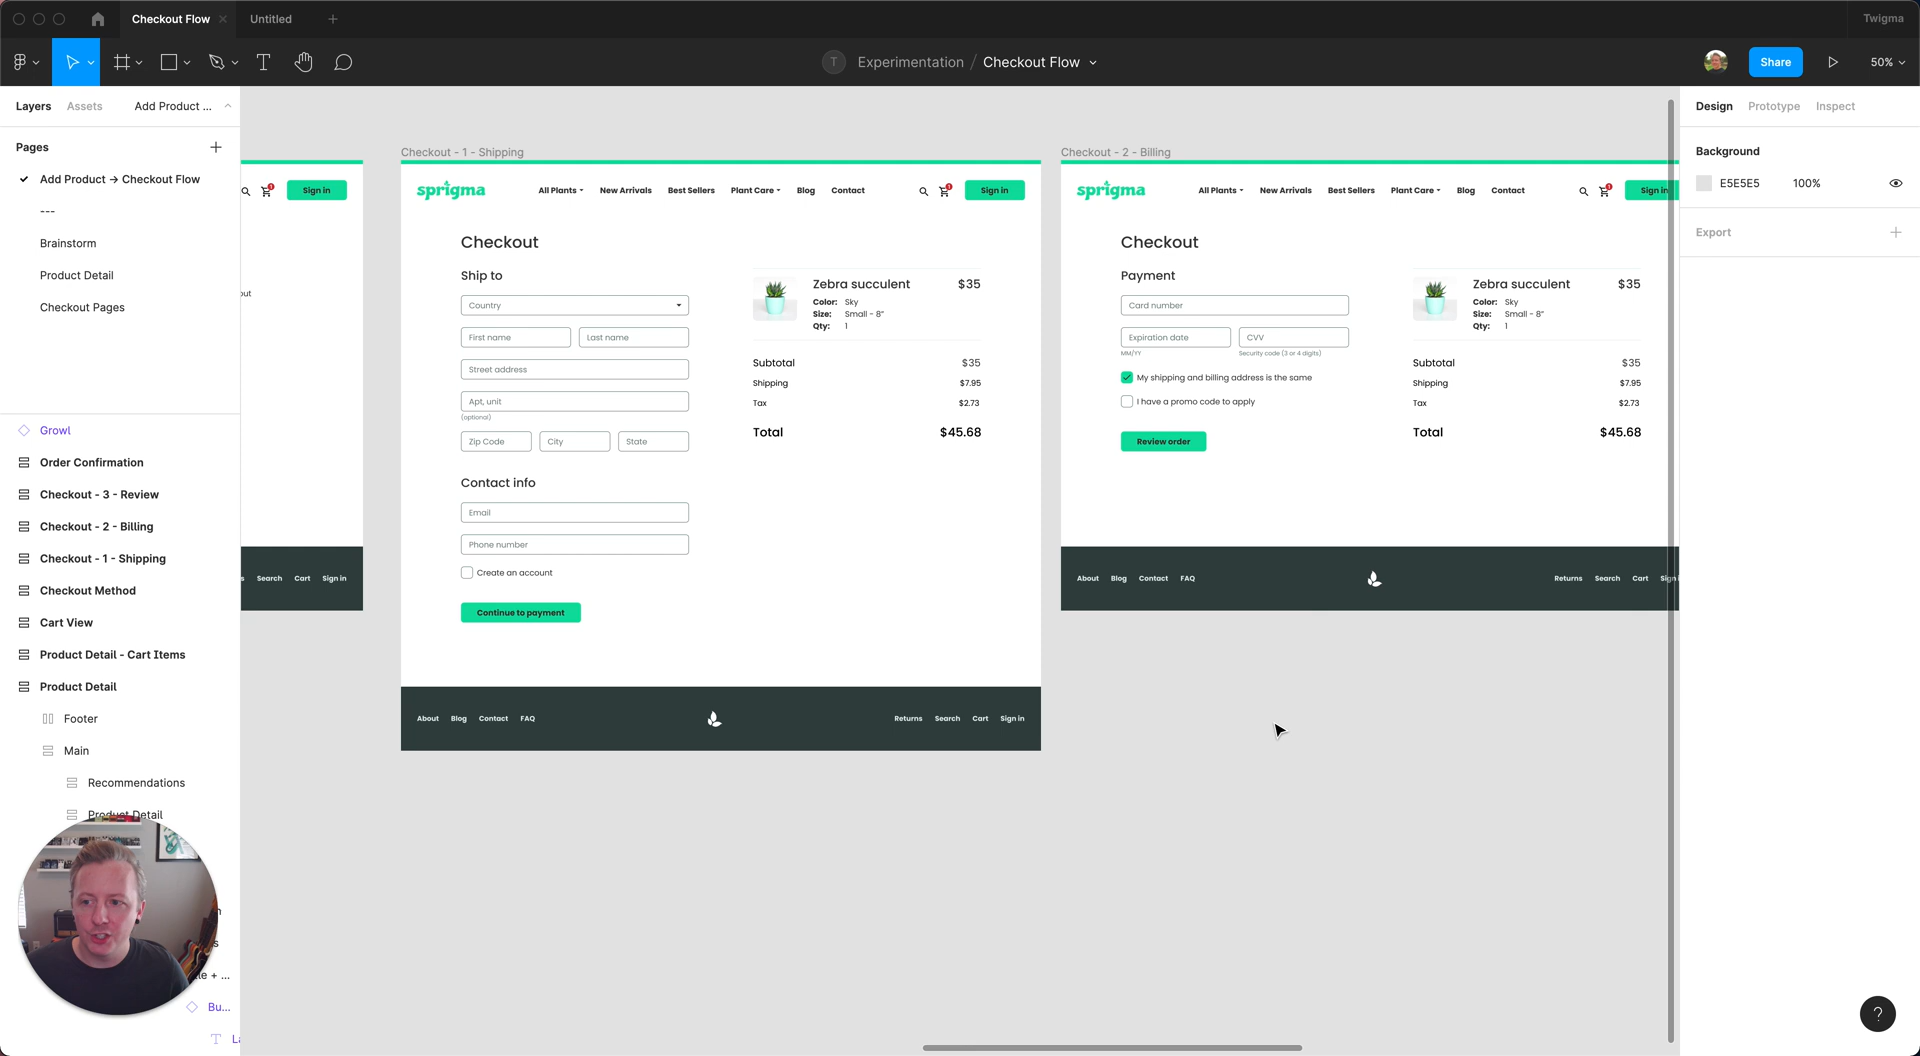 Checkout Flow
Untitled
Twigma
T Experimentation / Checkout Flow
Share
50%
Layers Assets Add Product ...
Pages
Add Product → Checkout Flow
---
Brainstorm
Product Detail
Checkout Pages
Growl
Order Confirmation
Checkout - 3 - Review
Checkout - 2 - Billing
Checkout - 1 - Shipping
Checkout Method
Cart View
Product Detail - Cart Items
Product Detail
Footer
Main
Recommendations
Product Detail
Bu...
1
Sign in
out
Search Cart Sign in
Checkout - 1 - Shipping
sprigma
All Plants New Arrivals Best Sellers Plant Care Blog Contact
1
Sign in
Checkout
Ship to
Country
First name Last name
Street address
Apt, unit
(optional)
Zip Code City State
Contact info
Email
Phone number
Create an account
Continue to payment
Zebra succulent $35
Color: Sky
Size: Small - 8"
Qty: 1
Subtotal $35
Shipping $7.95
Tax $2.73
Total $45.68
About Blog Contact FAQ
Returns Search Cart Sign in
Checkout - 2 - Billing
sprigma
All Plants New Arrivals Best Sellers Plant Care Blog Contact
1
Sign in
Checkout
Payment
Card number
Expiration date CVV
MM/YY Security code (3 or 4 digits)
My shipping and billing address is the same
I have a promo code to apply
Review order
Zebra succulent $35
Color: Sky
Size: Small - 8"
Qty: 1
Subtotal $35
Shipping $7.95
Tax $2.73
Total $45.68
About Blog Contact FAQ
Returns Search Cart Sign i
Design Prototype Inspect
Background
E5E5E5 100%
Export
?